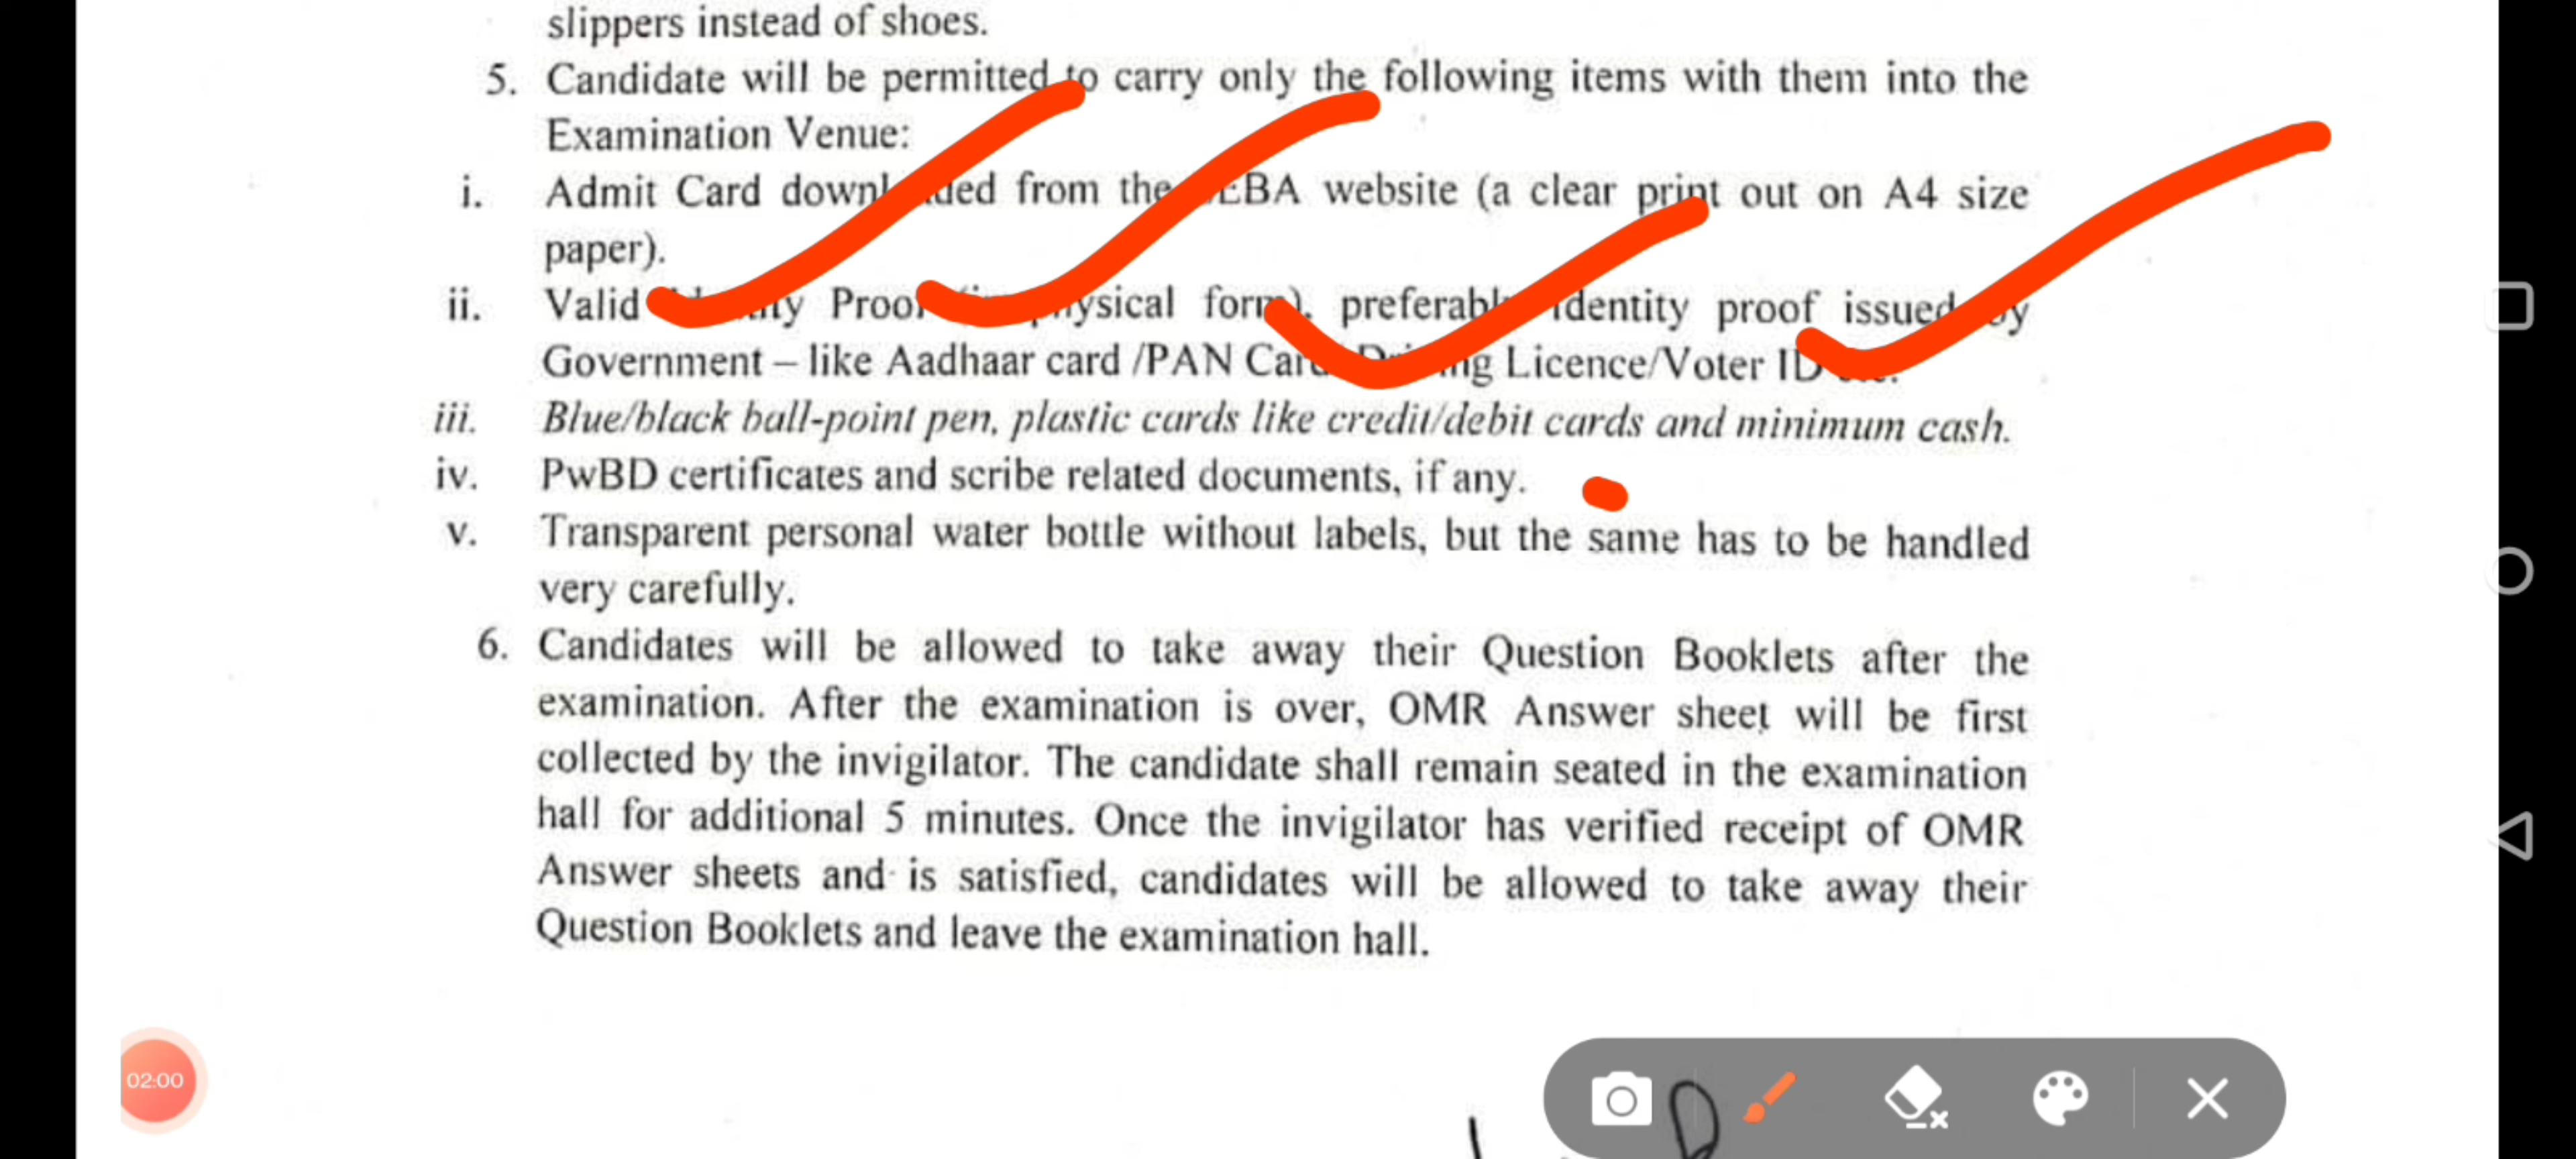 slippers instead of shoes.
5. Candidate will be permitted to carry only the following items with them into the
Examination Venue:
i. Admit Card from the website (a clear print out on A4 size
paper).
ii. Valid physical form), preferably identity proof issued by
Government – like Aadhaar card /PAN Licence/Voter ID
iii. Blue/black ball-point pen, plastic cards like credit/debit cards and minimum cash.
iv. PwBD certificates and scribe related documents, if any.
v. Transparent personal water bottle without labels, but the same has to be handled
very carefully.
6. Candidates will be allowed to take away their Question Booklets after the
examination. After the examination is over, OMR Answer sheet will be first
collected by the invigilator. The candidate shall remain seated in the examination
hall for additional 5 minutes. Once the invigilator has verified receipt of OMR
Answer sheets and is satisfied, candidates will be allowed to take away their
Question Booklets and leave the examination hall.
02:00